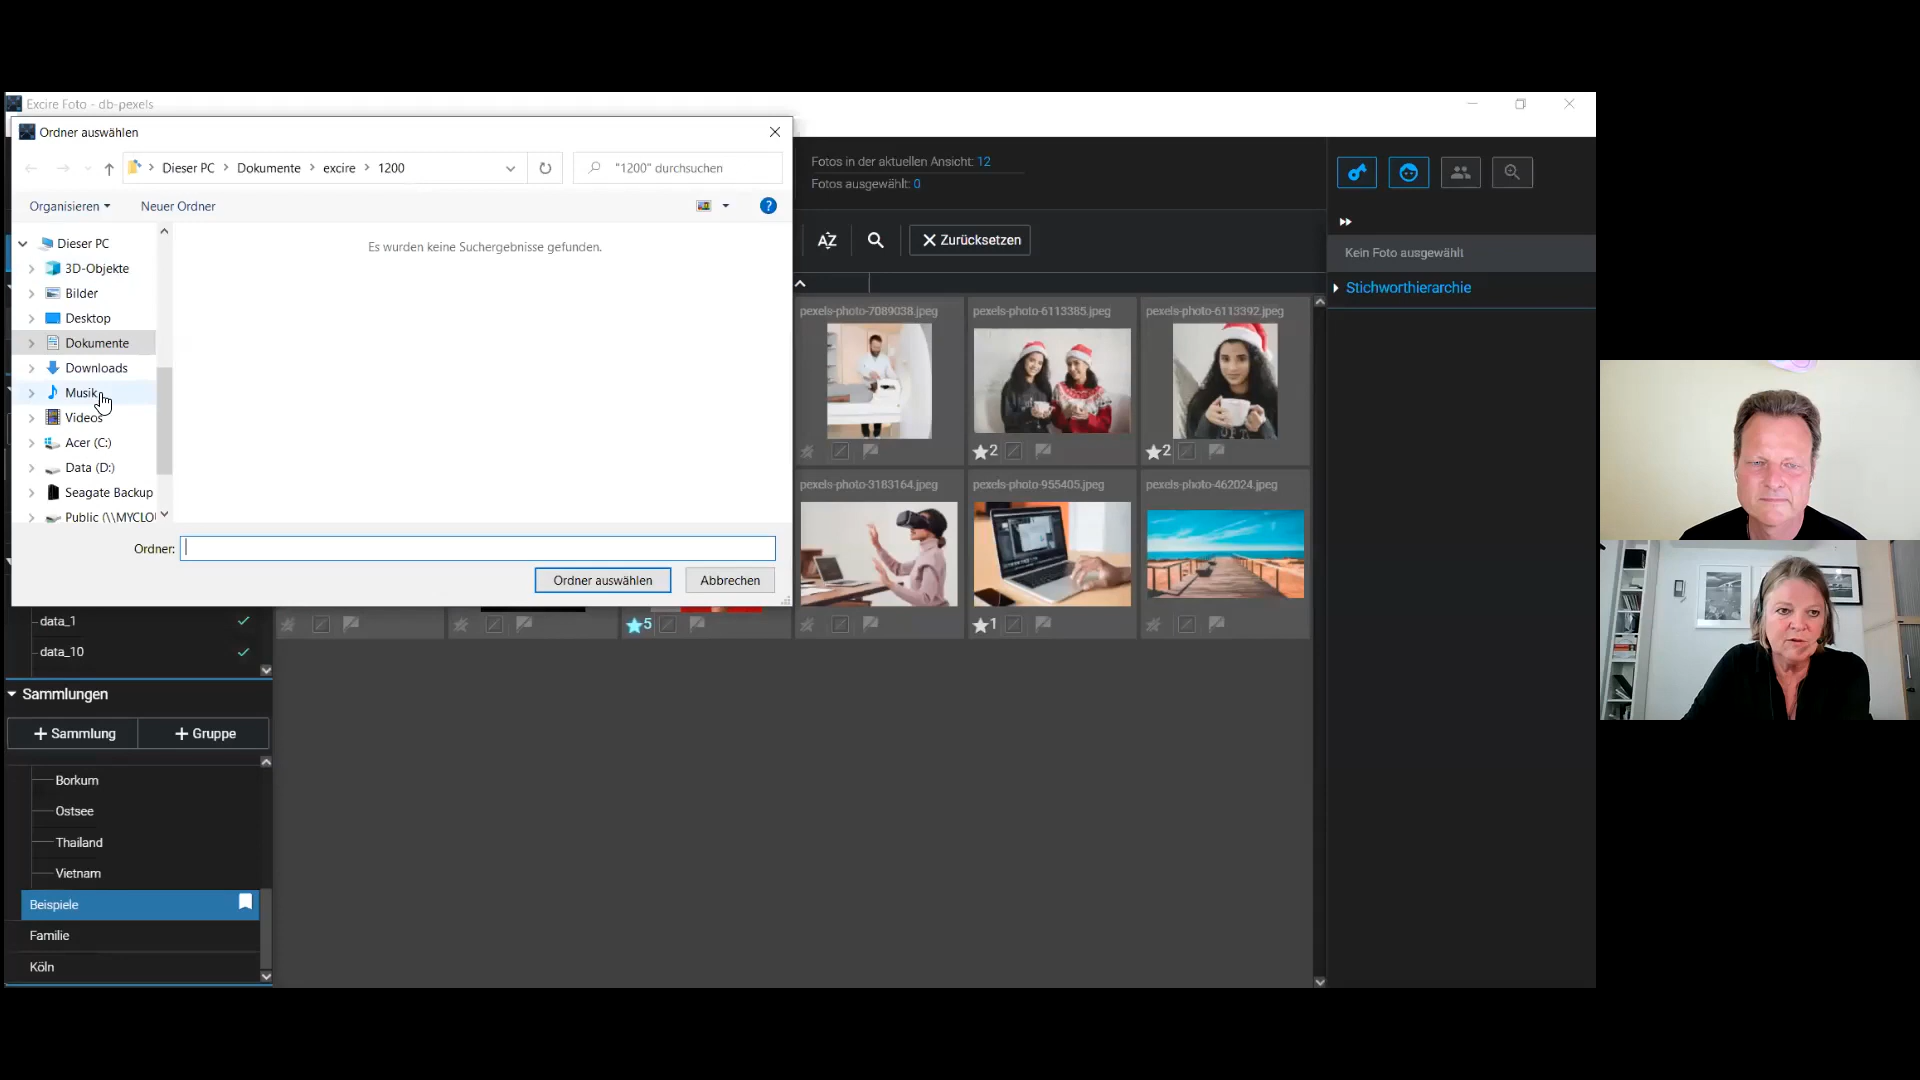 Excire Foto - db-pexels
Ordner auswählen
Dieser PC
Dokumente
excire
1200
"1200" durchsuchen
Organisieren
Neuer Ordner
?
Dieser PC
3D-Objekte
Bilder
Desktop
Dokumente
Downloads
Musik
Videos
Acer (C:)
Data (D:)
Seagate Backup
Public (\\MYCLO
Es wurden keine Suchergebnisse gefunden.
Ordner:
Ordner auswählen
Abbrechen
Fotos in der aktuellen Ansicht: 12
Fotos ausgewählt: 0
AZ
Zurücksetzen
Kein Foto ausgewählt
Stichworthierarchie
pexels-photo-7089038.jpeg
pexels-photo-6113385.jpeg
pexels-photo-6113392.jpeg
2
2
pexels-photo-3183164.jpeg
pexels-photo-955405.jpeg
pexels-photo-462024.jpeg
5
1
data_1
data_10
Sammlungen
+ Sammlung
+ Gruppe
Borkum
Ostsee
Thailand
Vietnam
Beispiele
Familie
Köln